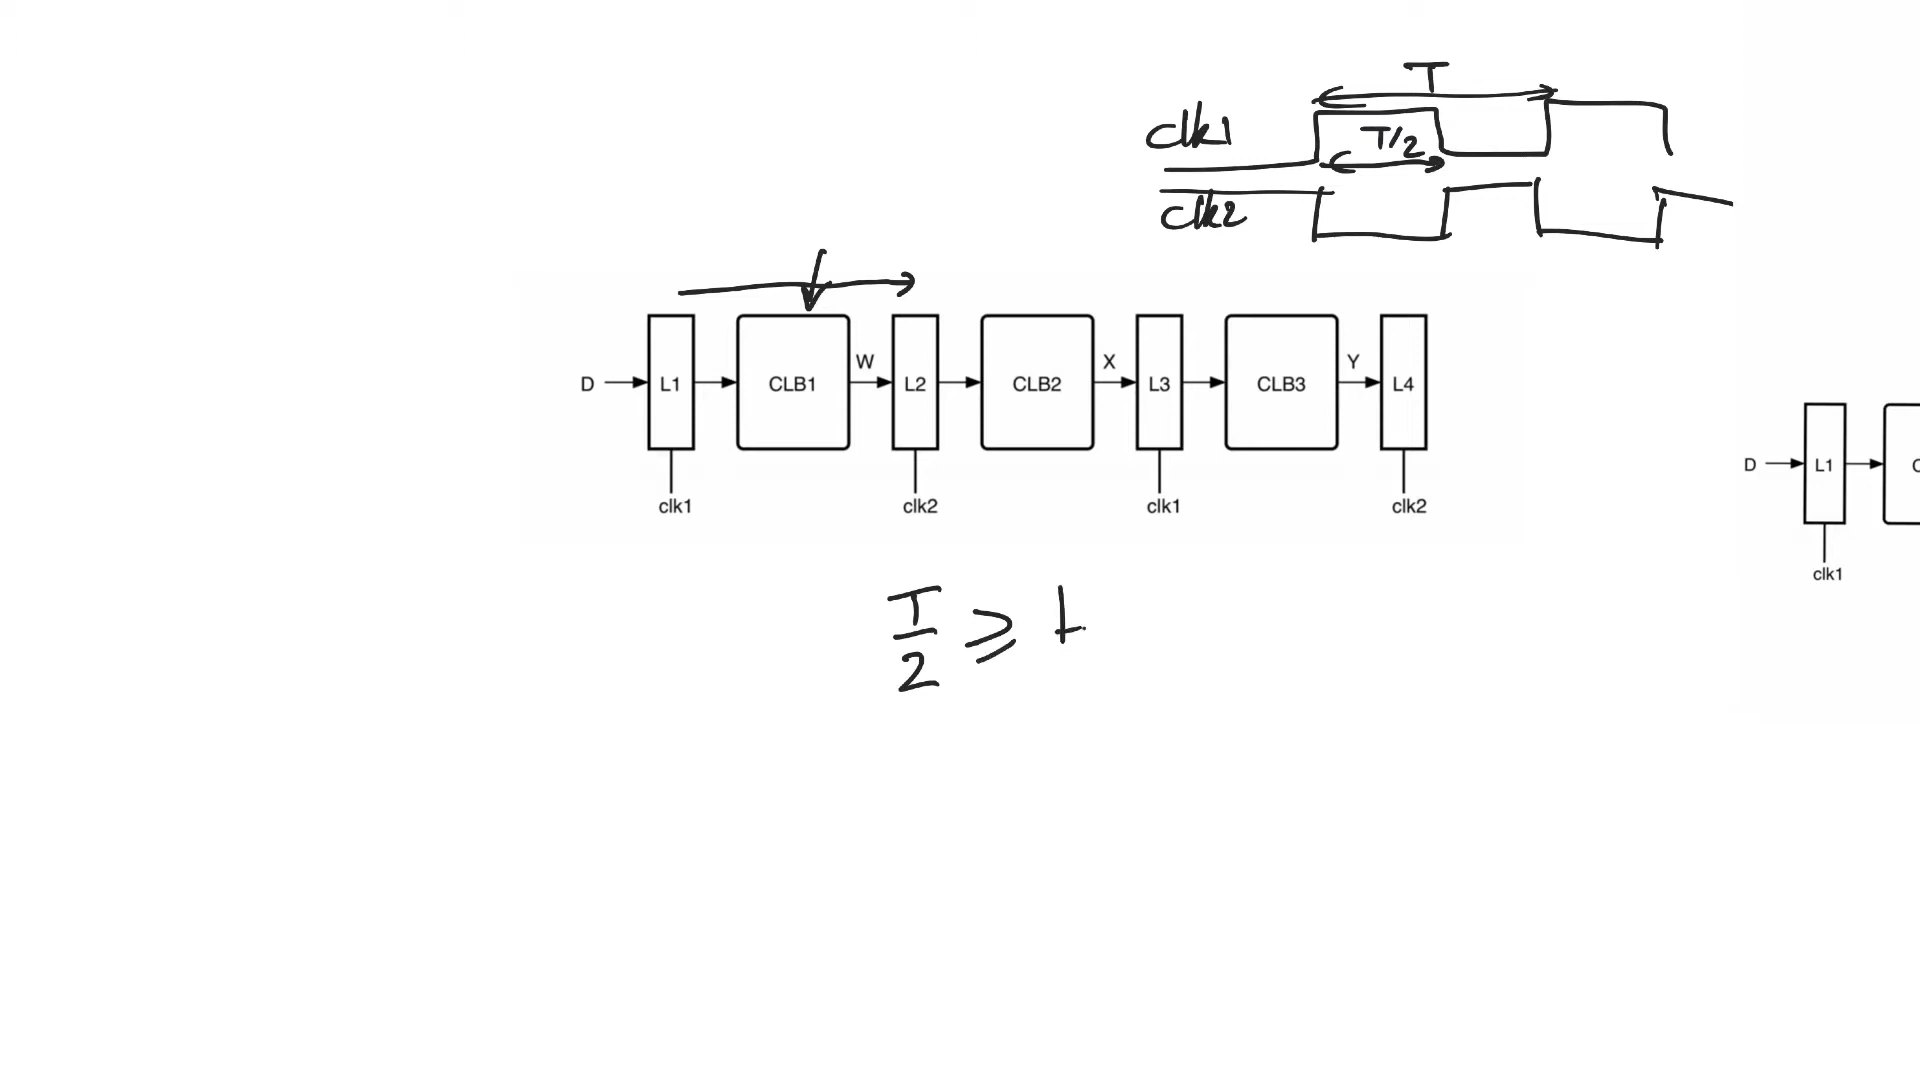 T
clk1
T/2
clk2
W X Y
D L1 CLB1 L2 CLB2 L3 CLB3 L4
clk1 clk2 clk1 clk2
D L1 C
clk1
T/2 ≥ t